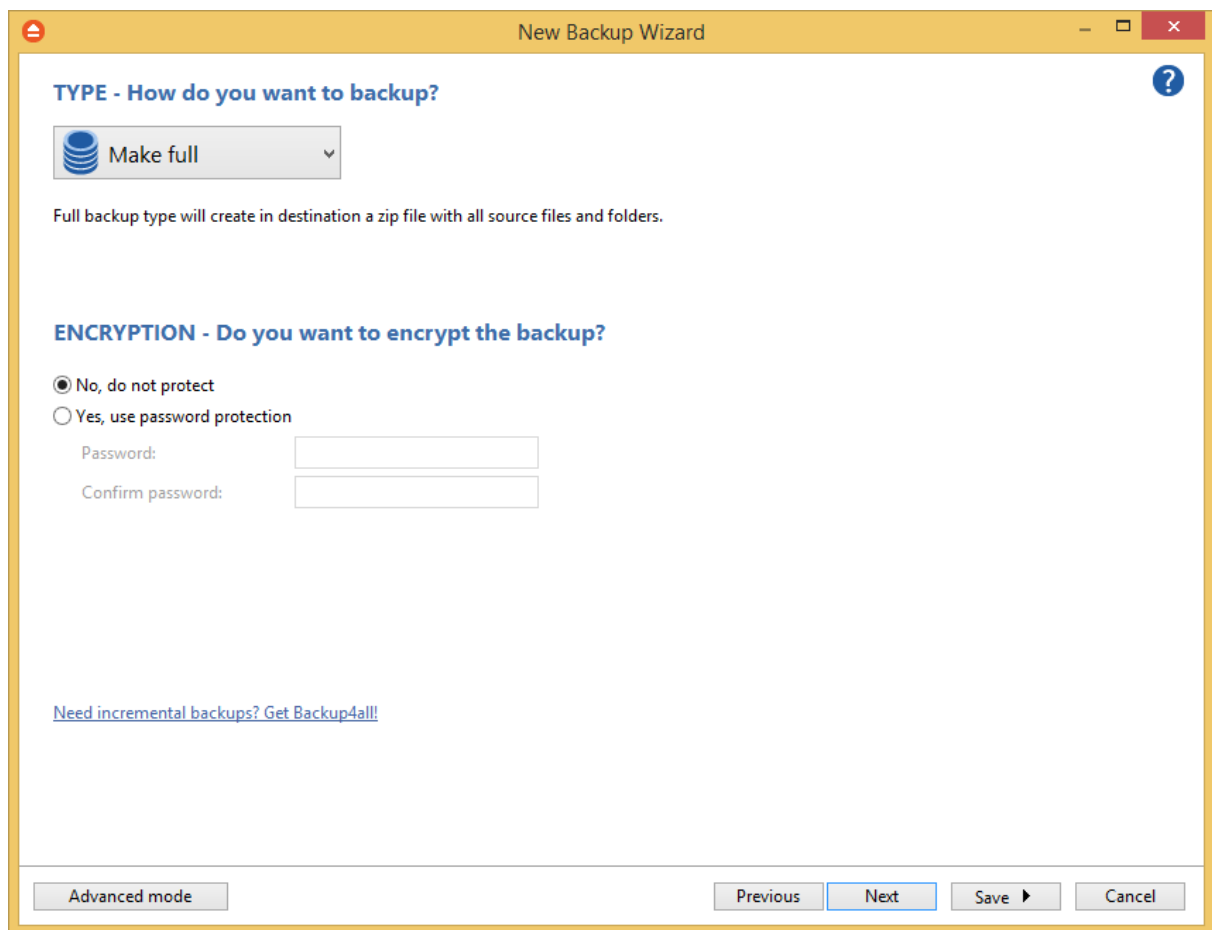 New Backup Wizard
TYPE - How do you want to backup?
?
Make full
Full backup type will create in destination a zip file with all source files and folders.
ENCRYPTION - Do you want to encrypt the backup?
No, do not protect
Yes, use password protection
Password:
Confirm password:
Need incremental backups? Get Backup4all!
Advanced mode Previous Next Save Cancel